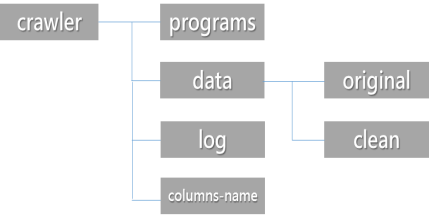 crawler
programs
data
original
log
clean
columns-name